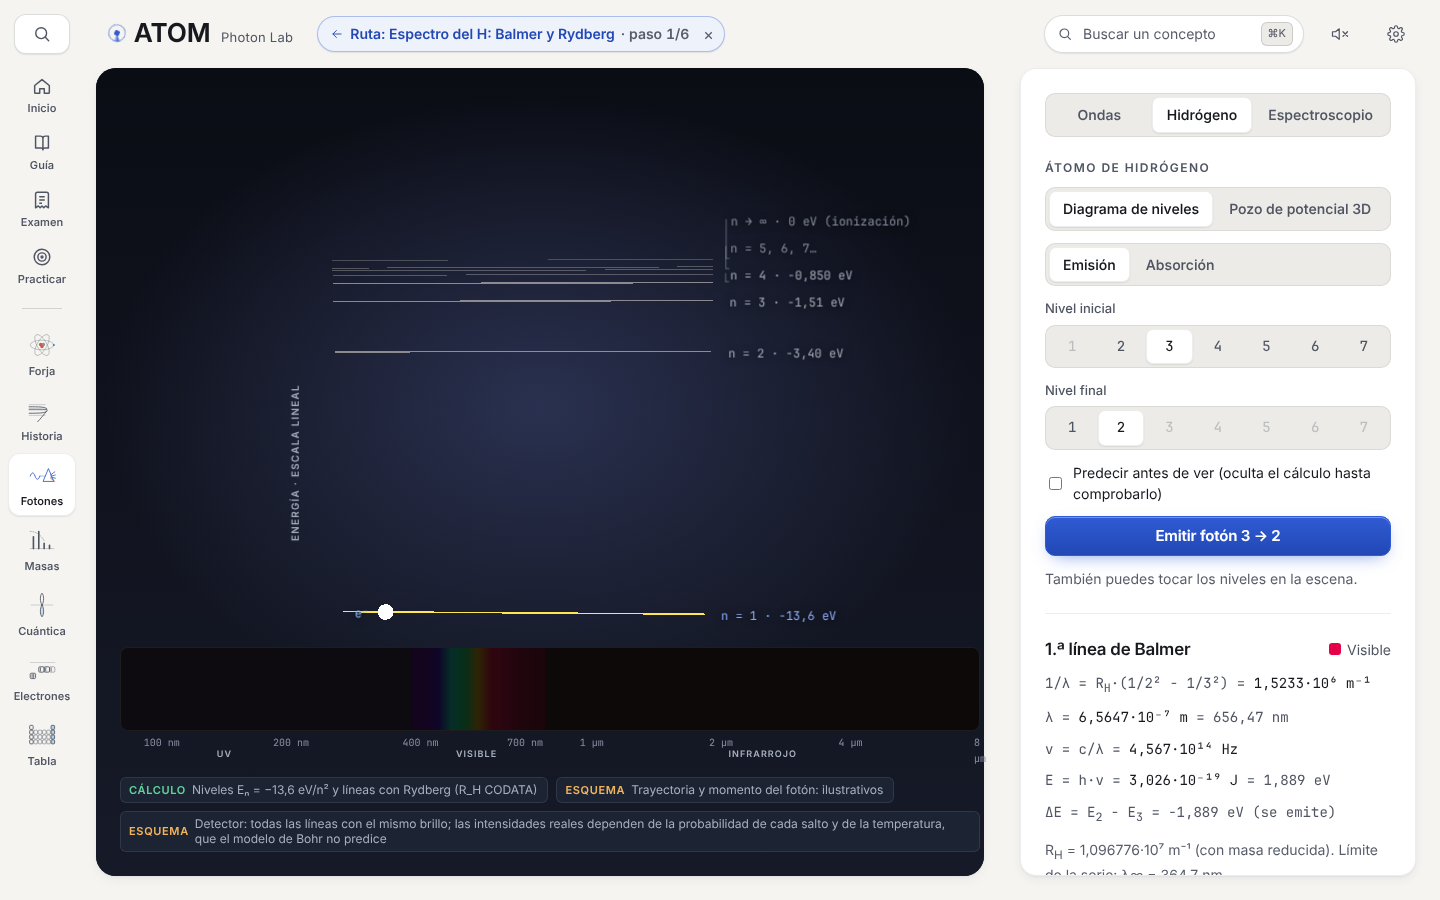 ATOM Photon Lab
← Ruta: Espectro del H: Balmer y Rydberg · paso 1/6 ×
Buscar un concepto ⌘K
Inicio
Guía
Examen
Practicar
Forja
Historia
Fotones
Masas
Cuántica
Electrones
Tabla
n → ∞ · 0 eV (ionización)
n = 5, 6, 7…
n = 4 · -0,850 eV
n = 3 · -1,51 eV
n = 2 · -3,40 eV
ENERGÍA · ESCALA LINEAL
e
n = 1 · -13,6 eV
100 nm 200 nm 400 nm 700 nm 1 µm 2 µm 4 µm 8 µm
UV VISIBLE INFRARROJO
CÁLCULO Niveles Eₙ = −13,6 eV/n² y líneas con Rydberg (R_H CODATA)
ESQUEMA Trayectoria y momento del fotón: ilustrativos
ESQUEMA Detector: todas las líneas con el mismo brillo; las intensidades reales dependen de la probabilidad de cada salto y de la temperatura,
que el modelo de Bohr no predice
Ondas Hidrógeno Espectroscopio
ÁTOMO DE HIDRÓGENO
Diagrama de niveles Pozo de potencial 3D
Emisión Absorción
Nivel inicial
1 2 3 4 5 6 7
Nivel final
1 2 3 4 5 6 7
Predecir antes de ver (oculta el cálculo hasta
comprobarlo)
Emitir fotón 3 → 2
También puedes tocar los niveles en la escena.
1.ª línea de Balmer Visible
1/λ = R_H·(1/2² - 1/3²) = 1,5233·10⁶ m⁻¹
λ = 6,5647·10⁻⁷ m = 656,47 nm
ν = c/λ = 4,567·10¹⁴ Hz
E = h·ν = 3,026·10⁻¹⁹ J = 1,889 eV
ΔE = E₂ - E₃ = -1,889 eV (se emite)
R_H = 1,096776·10⁷ m⁻¹ (con masa reducida). Límite
de la serie: λ∞ = 364,7 nm